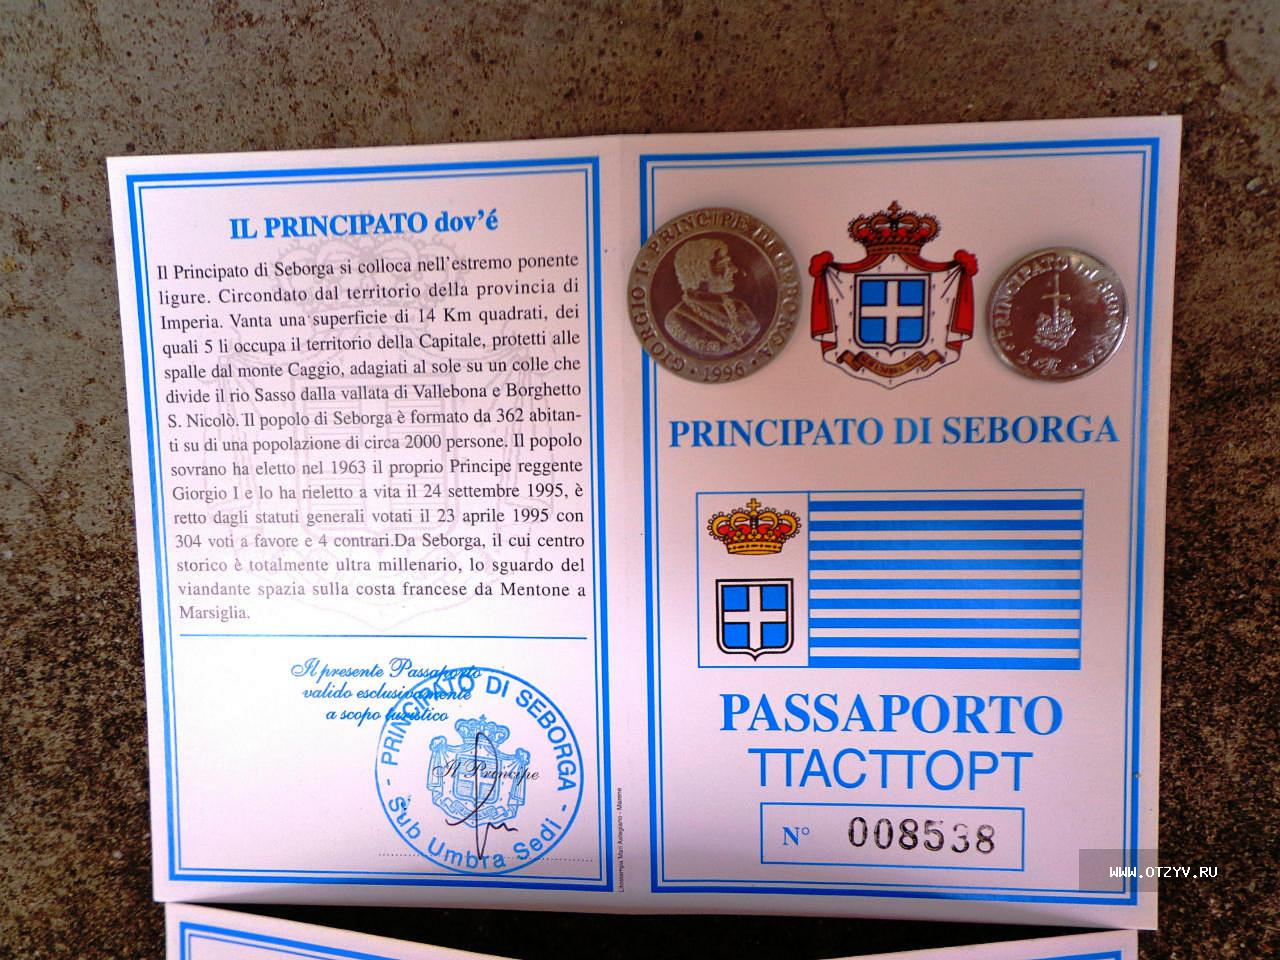 IL PRINCIPATO dov'é
Il Principato di Seborga si colloca nell'estremo ponente
ligure. Circondato dal territorio della provincia di
Imperia. Vanta una superficie di 14 Km quadrati, dei
quali 5 li occupa il territorio della Capitale, protetti alle
spalle dal monte Caggio, adagiati al sole su un colle che
divide il rio Sasso dalla vallata di Vallebona e Borghetto
S. Nicolò. Il popolo di Seborga è formato da 362 abitan-
ti su di una popolazione di circa 2000 persone. Il popolo
sovrano ha eletto nel 1963 il proprio Principe reggente
Giorgio I e lo ha rieletto a vita il 24 settembre 1995, è
retto dagli statuti generali votati il 23 aprile 1995 con
304 voti a favore e 4 contrari.Da Seborga, il cui centro
storico è totalmente ultra millenario, lo sguardo del
viandante spazia sulla costa francese da Mentone a
Marsiglia.
Il presente Passaporto
valido esclusivamente
a scopo turistico
- PRINCIPATO DI SEBORGA -
Il Principe
Sub Umbra Sedi
Litostampa Mari Astegiano - Marene
GIORGIO I PRINCIPE DI SEBORGA
· 1996 ·
PRINCIPATO DI SEBORGA
PRINCIPATO DI SEBORGA
PASSAPORTO
TTACTTOPT
N° 008538
WWW.OTZYV.RU